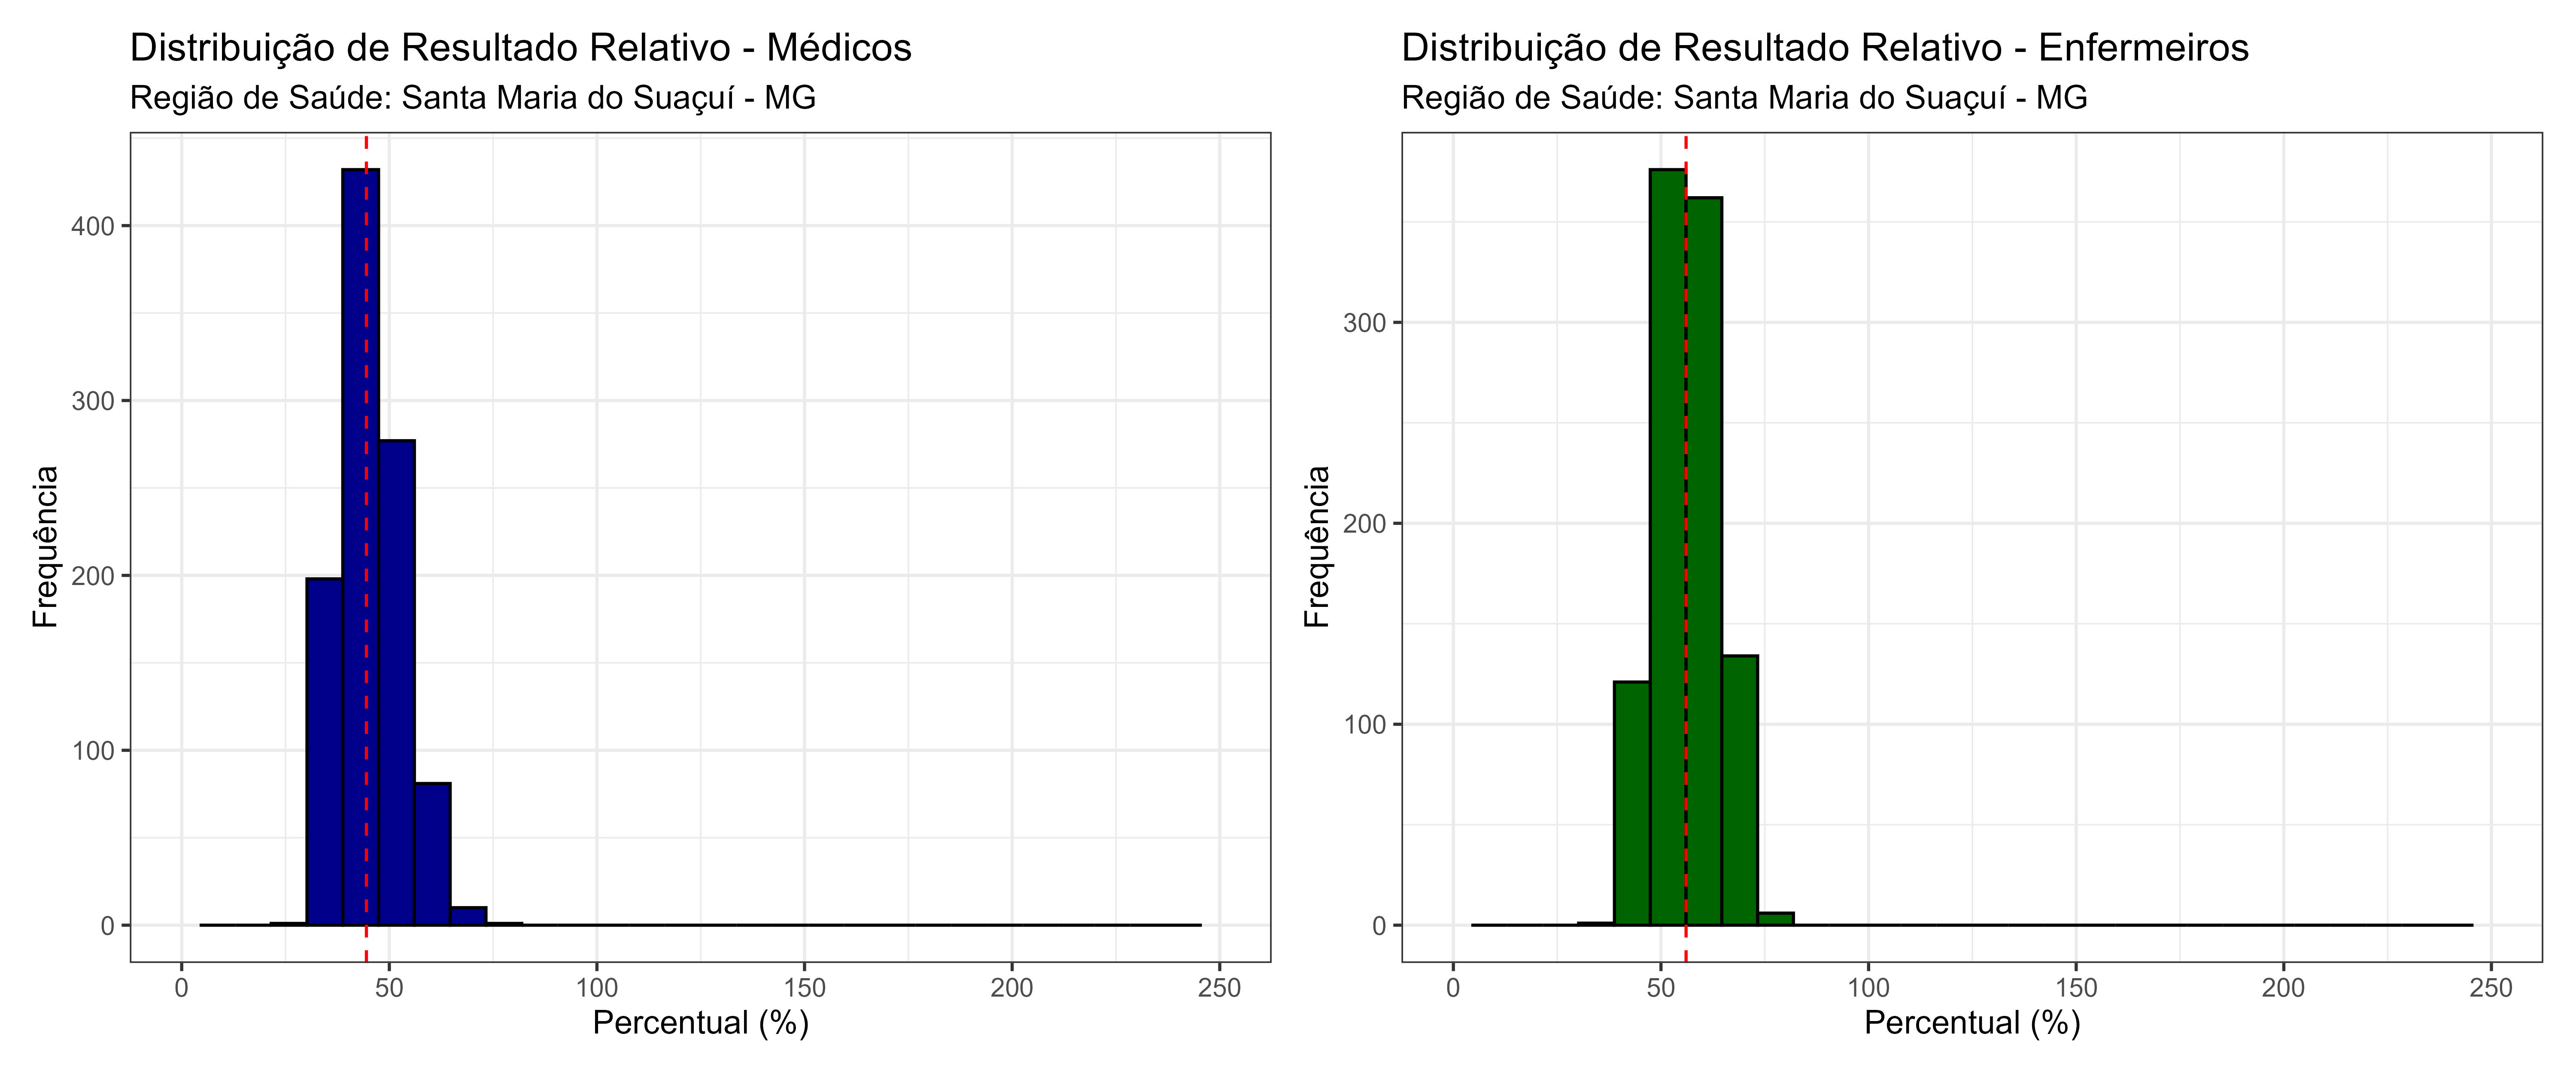 Distribuição de Resultado Relativo - Médicos
Região de Saúde: Santa Maria do Suaçuí - MG
Frequência
400
300
200
100
0
0 50 100 150 200 250
Percentual (%)
Distribuição de Resultado Relativo - Enfermeiros
Região de Saúde: Santa Maria do Suaçuí - MG
Frequência
300
200
100
0
0 50 100 150 200 250
Percentual (%)